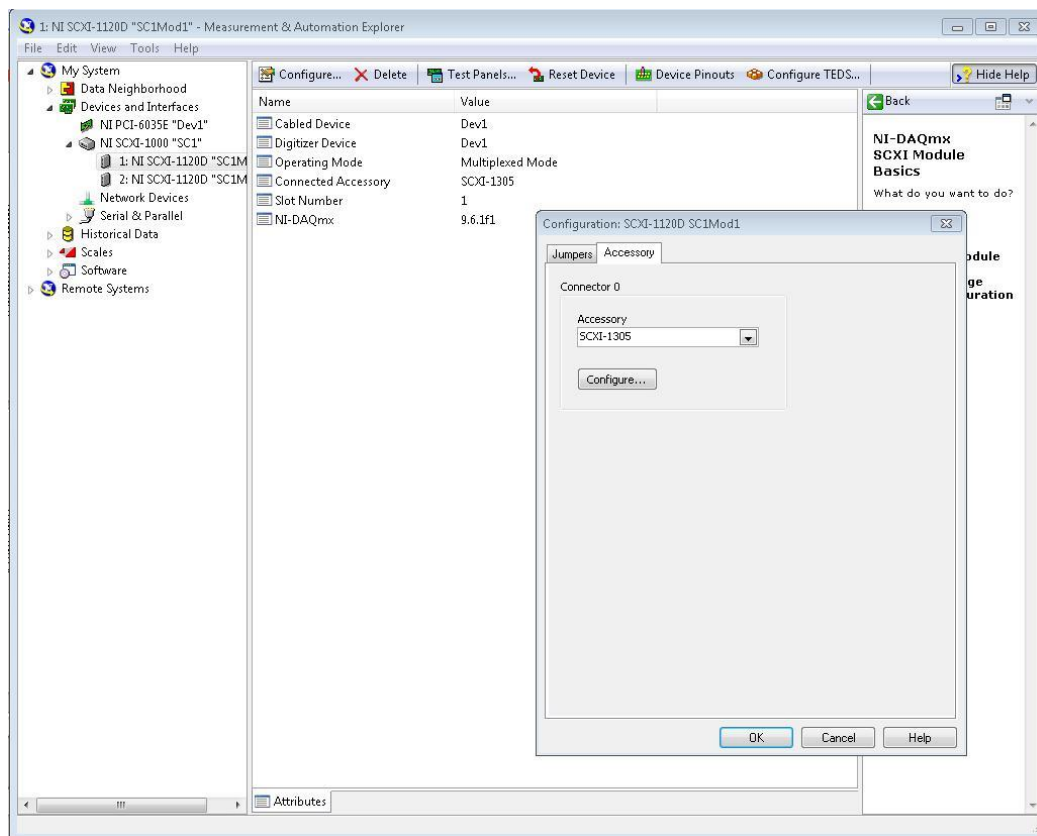 1: NI SCXI-1120D "SC1Mod1" - Measurement & Automation Explorer
File Edit View Tools Help
My System
Data Neighborhood
Devices and Interfaces
NI PCI-6035E "Dev1"
NI SCXI-1000 "SC1"
1: NI SCXI-1120D "SC1M
2: NI SCXI-1120D "SC1M
Network Devices
Serial & Parallel
Historical Data
Scales
Software
Remote Systems
Configure... Delete Test Panels... Reset Device Device Pinouts Configure TEDS... Hide Help
Name Value
Cabled Device Dev1
Digitizer Device Dev1
Operating Mode Multiplexed Mode
Connected Accessory SCXI-1305
Slot Number 1
NI-DAQmx 9.6.1f1
Attributes
Back
NI-DAQmx
SCXI Module
Basics
What do you want to do?
odule
ge
uration
Configuration: SCXI-1120D SC1Mod1
Jumpers Accessory
Connector 0
Accessory
SCXI-1305
Configure...
OK Cancel Help